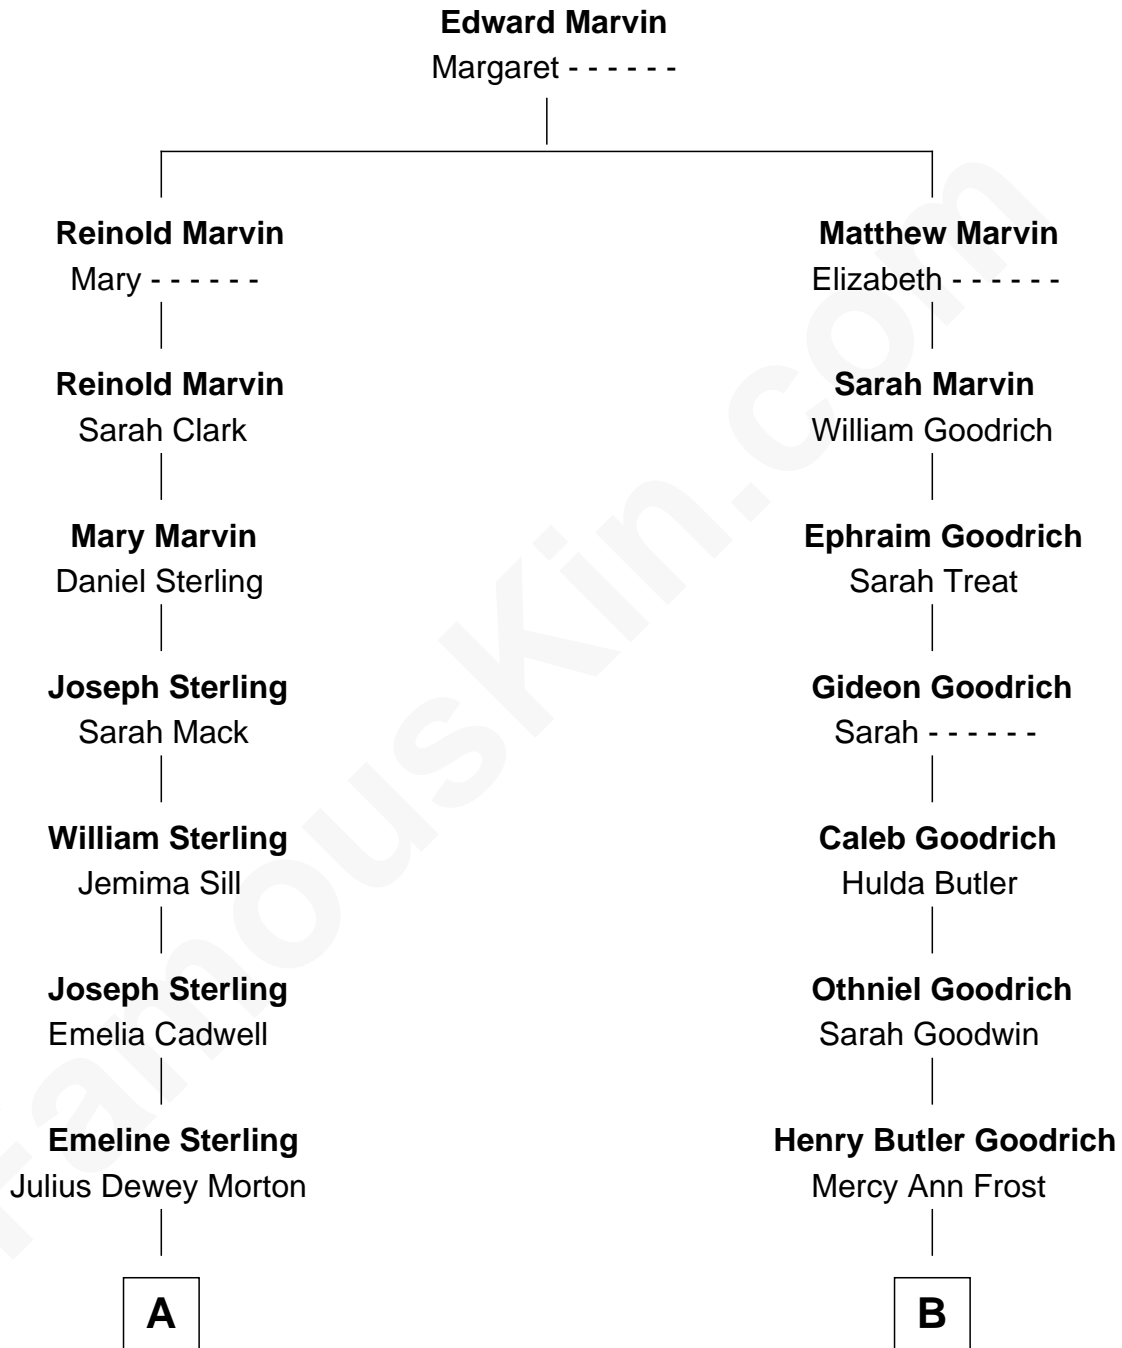 Edward Marvin
Margaret - - - - - -
Reinold Marvin
Mary - - - - - -
Reinold Marvin
Sarah Clark
Mary Marvin
Daniel Sterling
Joseph Sterling
Sarah Mack
William Sterling
Jemima Sill
Joseph Sterling
Emelia Cadwell
Emeline Sterling
Julius Dewey Morton
A
Matthew Marvin
Elizabeth - - - - - -
Sarah Marvin
William Goodrich
Ephraim Goodrich
Sarah Treat
Gideon Goodrich
Sarah - - - - - -
Caleb Goodrich
Hulda Butler
Othniel Goodrich
Sarah Goodwin
Henry Butler Goodrich
Mercy Ann Frost
B
FamousKin.com